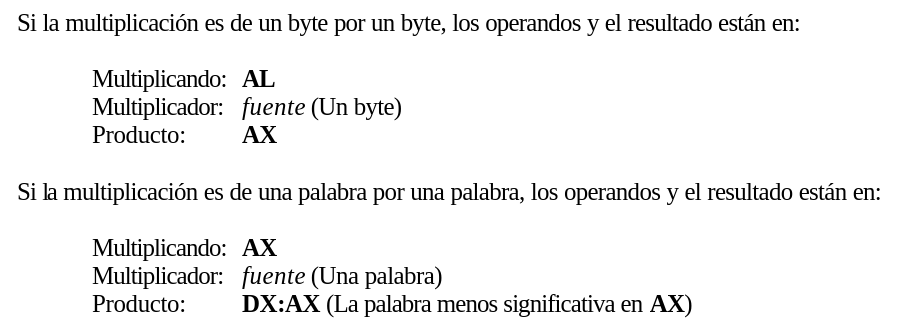 Si la multiplicación es de un byte por un byte, los operandos y el resultado están en:
Multiplicando: AL
Multiplicador: fuente (Un byte)
Producto: AX
Si la multiplicación es de una palabra por una palabra, los operandos y el resultado están en:
Multiplicando: AX
Multiplicador: fuente (Una palabra)
Producto: DX:AX (La palabra menos significativa en AX)